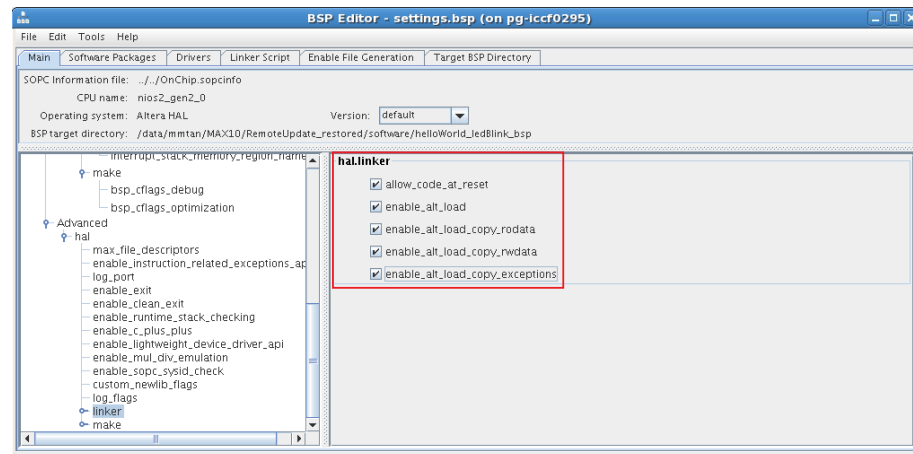 BSP Editor - settings.bsp (on pg-iccf0295)
File Edit Tools Help
Main Software Packages Drivers Linker Script Enable File Generation Target BSP Directory
SOPC Information file: ../../OnChip.sopcinfo
CPU name: nios2_gen2_0
Operating system: Altera HAL Version: default
BSP target directory: /data/mmtan/MAX10/RemoteUpdate_restored/software/helloWorld_ledBlink_bsp
interrupt_stack_memory_region_name
make
bsp_cflags_debug
bsp_cflags_optimization
Advanced
hal
max_file_descriptors
enable_instruction_related_exceptions_ap
log_port
enable_exit
enable_clean_exit
enable_runtime_stack_checking
enable_c_plus_plus
enable_lightweight_device_driver_api
enable_mul_div_emulation
enable_sopc_sysid_check
custom_newlib_flags
log_flags
linker
make
hal.linker
allow_code_at_reset
enable_alt_load
enable_alt_load_copy_rodata
enable_alt_load_copy_rwdata
enable_alt_load_copy_exceptions